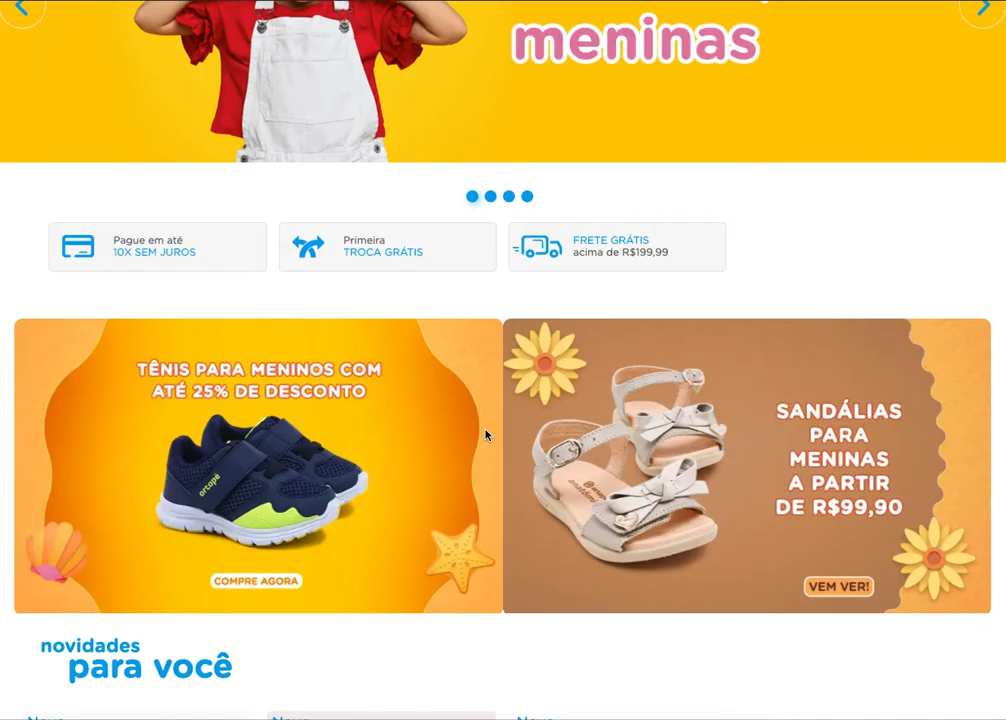 meninas
Pague em até
10X SEM JUROS
Primeira
TROCA GRÁTIS
FRETE GRÁTIS
acima de R$199,99
TÊNIS PARA MENINOS COM
ATÉ 25% DE DESCONTO
ortopé
COMPRE AGORA
SANDÁLIAS
PARA
MENINAS
A PARTIR
DE R$99,90
VEM VER!
novidades
para você